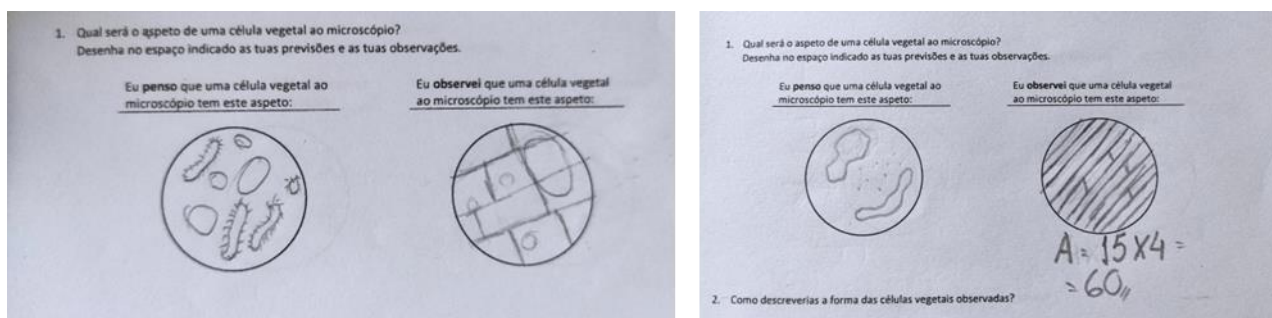 1. Qual será o aspeto de uma célula vegetal ao microscópio?
Desenha no espaço indicado as tuas previsões e as tuas observações.
Eu penso que uma célula vegetal ao
microscópio tem este aspeto:
Eu observei que uma célula vegetal
ao microscópio tem este aspeto:
1. Qual será o aspeto de uma célula vegetal ao microscópio?
Desenha no espaço indicado as tuas previsões e as tuas observações.
Eu penso que uma célula vegetal ao
microscópio tem este aspeto:
Eu observei que uma célula vegetal
ao microscópio tem este aspeto:
A = 15 X 4 =
= 60,,
2. Como descreverias a forma das células vegetais observadas?